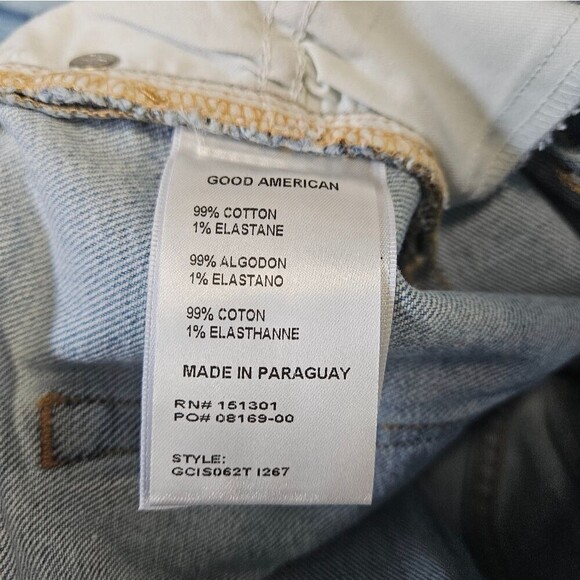 GOOD AMERICAN
99% COTTON
1% ELASTANE
99% ALGODON
1% ELASTANO
99% COTON
1% ELASTHANNE
MADE IN PARAGUAY
RN# 151301
PO# 08169-00
STYLE:
GCIS062T I267